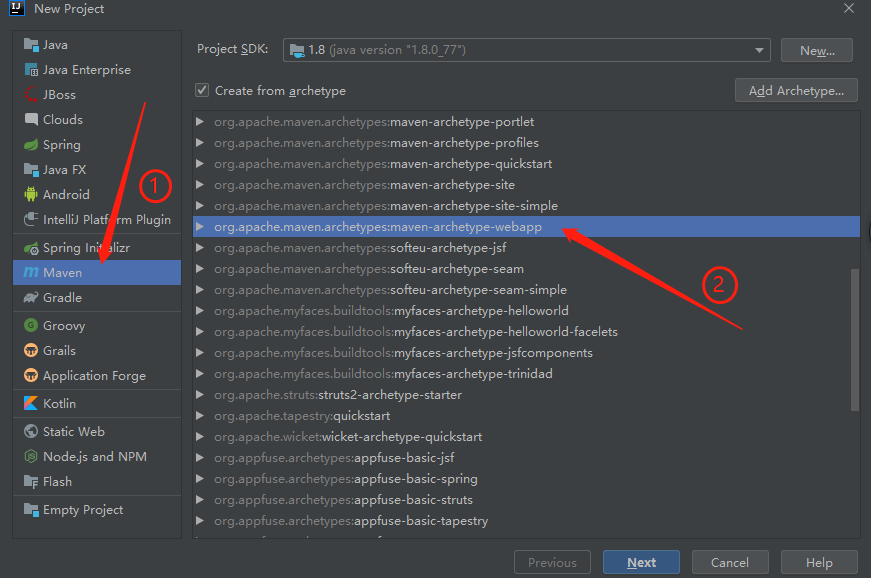 New Project
Java
Java Enterprise
JBoss
Clouds
Spring
Java FX
Android
IntelliJ Platform Plugin
Spring Initializr
Maven
Gradle
Groovy
Grails
Application Forge
Kotlin
Static Web
Node.js and NPM
Flash
Empty Project
①
Project SDK: 1.8 (java version "1.8.0_77") New...
Create from archetype Add Archetype...
org.apache.maven.archetypes:maven-archetype-portlet
org.apache.maven.archetypes:maven-archetype-profiles
org.apache.maven.archetypes:maven-archetype-quickstart
org.apache.maven.archetypes:maven-archetype-site
org.apache.maven.archetypes:maven-archetype-site-simple
org.apache.maven.archetypes:maven-archetype-webapp
org.apache.maven.archetypes:softeu-archetype-jsf
org.apache.maven.archetypes:softeu-archetype-seam
org.apache.maven.archetypes:softeu-archetype-seam-simple
②
org.apache.myfaces.buildtools:myfaces-archetype-helloworld
org.apache.myfaces.buildtools:myfaces-archetype-helloworld-facelets
org.apache.myfaces.buildtools:myfaces-archetype-jsfcomponents
org.apache.myfaces.buildtools:myfaces-archetype-trinidad
org.apache.struts:struts2-archetype-starter
org.apache.tapestry:quickstart
org.apache.wicket:wicket-archetype-quickstart
org.appfuse.archetypes:appfuse-basic-jsf
org.appfuse.archetypes:appfuse-basic-spring
org.appfuse.archetypes:appfuse-basic-struts
org.appfuse.archetypes:appfuse-basic-tapestry
Previous Next Cancel Help